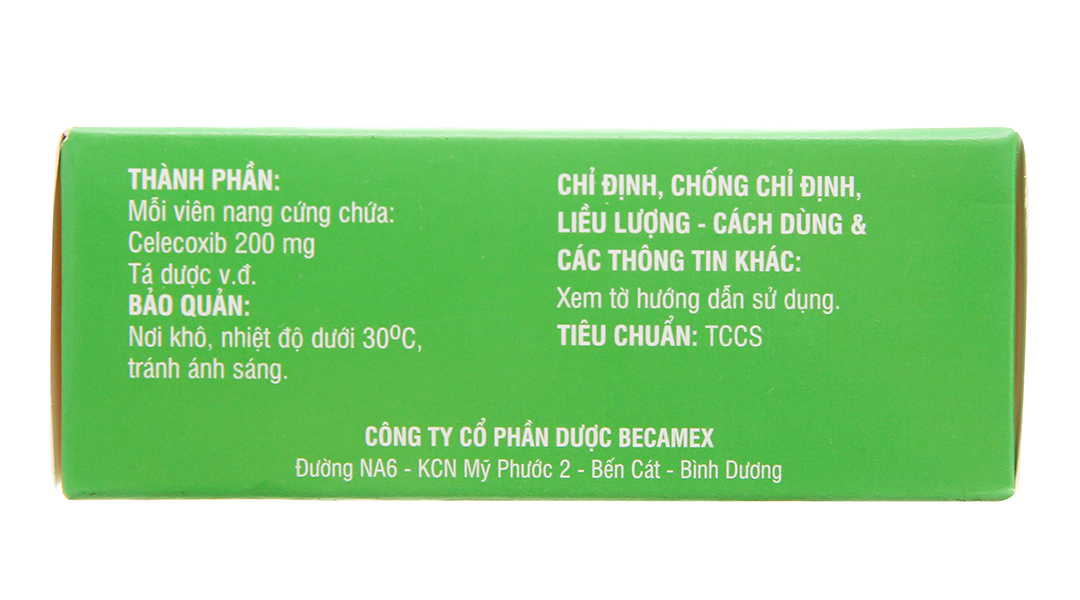 THÀNH PHẦN:
Mỗi viên nang cứng chứa:
Celecoxib 200 mg
Tá dược v.đ.
BẢO QUẢN:
Nơi khô, nhiệt độ dưới 30ºC,
tránh ánh sáng.
CHỈ ĐỊNH, CHỐNG CHỈ ĐỊNH,
LIỀU LƯỢNG - CÁCH DÙNG &
CÁC THÔNG TIN KHÁC:
Xem tờ hướng dẫn sử dụng.
TIÊU CHUẨN: TCCS
CÔNG TY CỔ PHẦN DƯỢC BECAMEX
Đường NA6 - KCN Mỹ Phước 2 - Bến Cát - Bình Dương